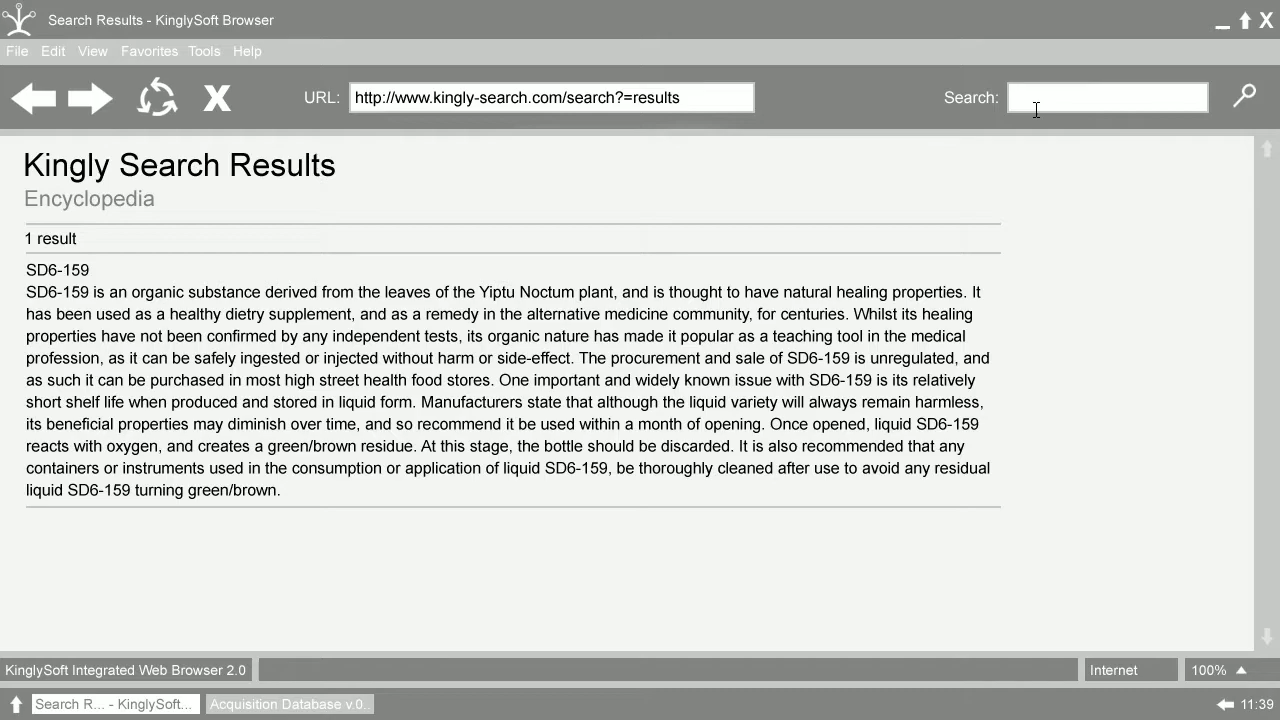 Search Results - KinglySoft Browser
File Edit View Favorites Tools Help
URL: http://www.kingly-search.com/search?=results Search:
Kingly Search Results
Encyclopedia
1 result
SD6-159
SD6-159 is an organic substance derived from the leaves of the Yiptu Noctum plant, and is thought to have natural healing properties. It
has been used as a healthy dietry supplement, and as a remedy in the alternative medicine community, for centuries. Whilst its healing
properties have not been confirmed by any independent tests, its organic nature has made it popular as a teaching tool in the medical
profession, as it can be safely ingested or injected without harm or side-effect. The procurement and sale of SD6-159 is unregulated, and
as such it can be purchased in most high street health food stores. One important and widely known issue with SD6-159 is its relatively
short shelf life when produced and stored in liquid form. Manufacturers state that although the liquid variety will always remain harmless,
its beneficial properties may diminish over time, and so recommend it be used within a month of opening. Once opened, liquid SD6-159
reacts with oxygen, and creates a green/brown residue. At this stage, the bottle should be discarded. It is also recommended that any
containers or instruments used in the consumption or application of liquid SD6-159, be thoroughly cleaned after use to avoid any residual
liquid SD6-159 turning green/brown.
KinglySoft Integrated Web Browser 2.0 Internet 100%
Search R... - KinglySoft... Acquisition Database v.0.. 11:39